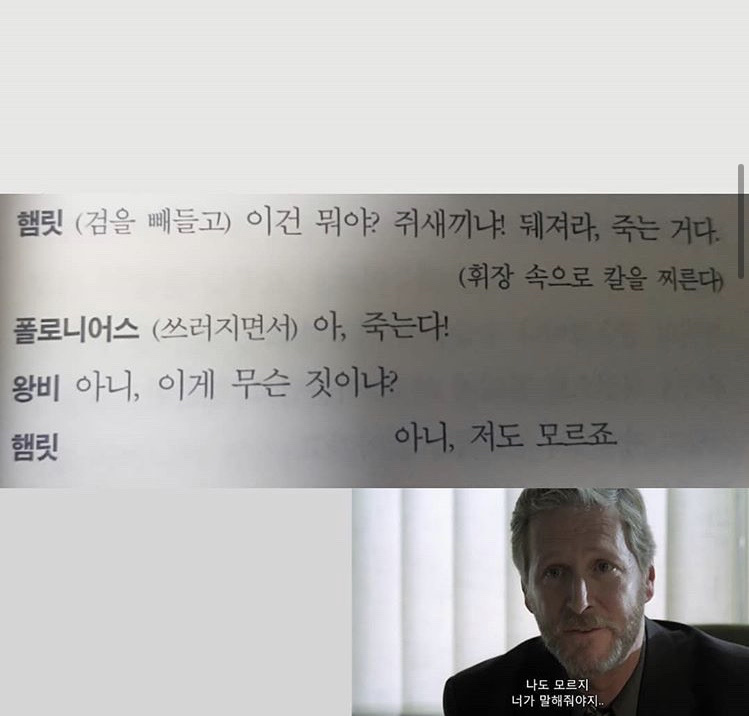 햄릿 (검을 빼들고) 이건 뭐야? 쥐새끼냐! 뒈져라, 죽는 거다.
(휘장 속으로 칼을 찌른다)
폴로니어스 (쓰러지면서) 아, 죽는다!
왕비 아니, 이게 무슨 짓이냐?
햄릿 아니, 저도 모르죠
나도 모르지
너가 말해줘야지..